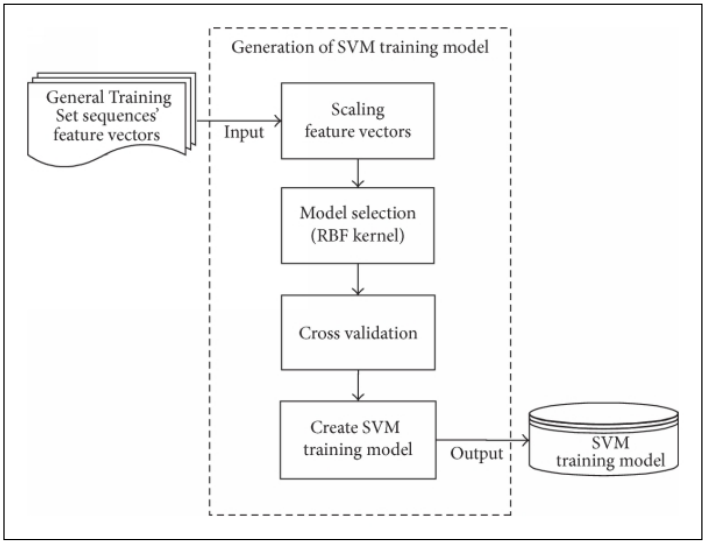 Generation of SVM training model
General Training
Set sequences’
feature vectors
Input
Scaling
feature vectors
Model selection
(RBF kernel)
Cross validation
Create SVM
training model
Output
SVM
training model